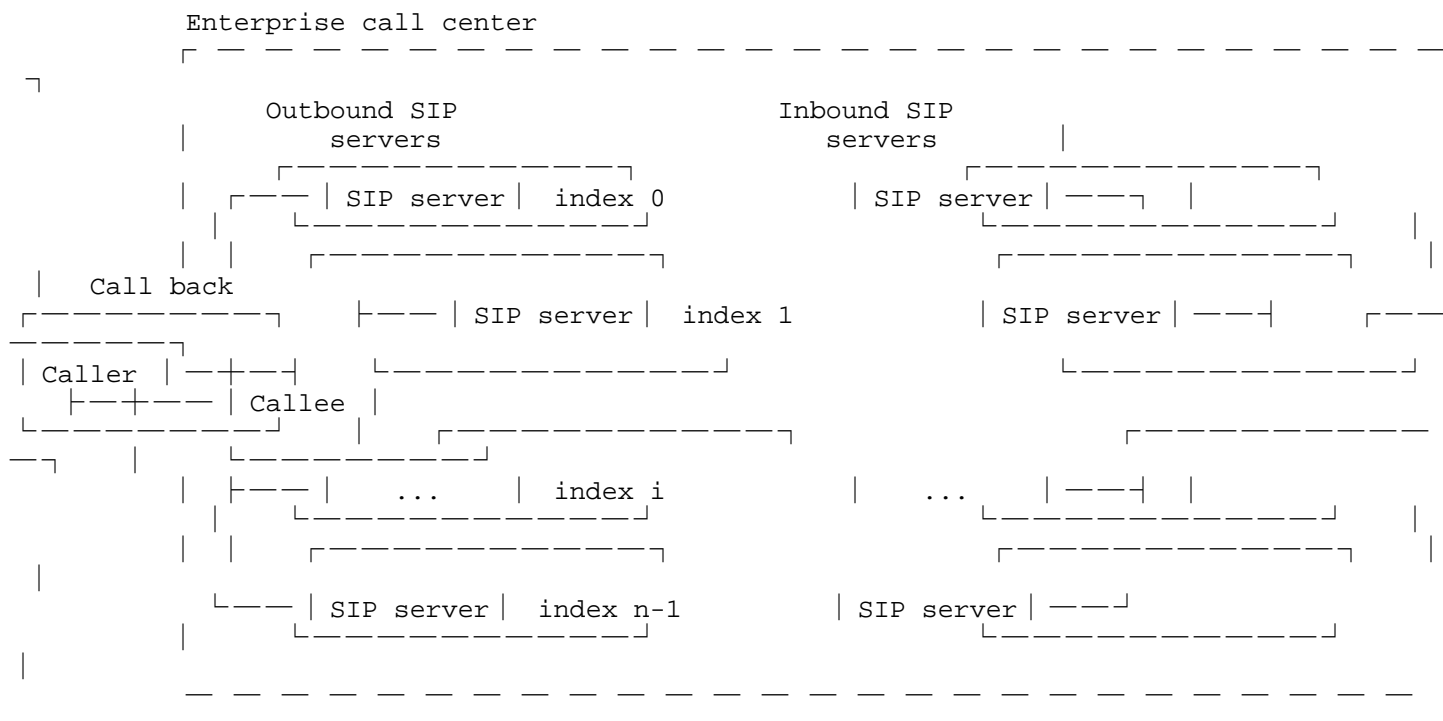 Enterprise call center
Outbound SIP Inbound SIP
servers servers
SIP server index 0 SIP server
Call back
SIP server index 1 SIP server
Caller
Callee
... index i ...
SIP server index n-1 SIP server